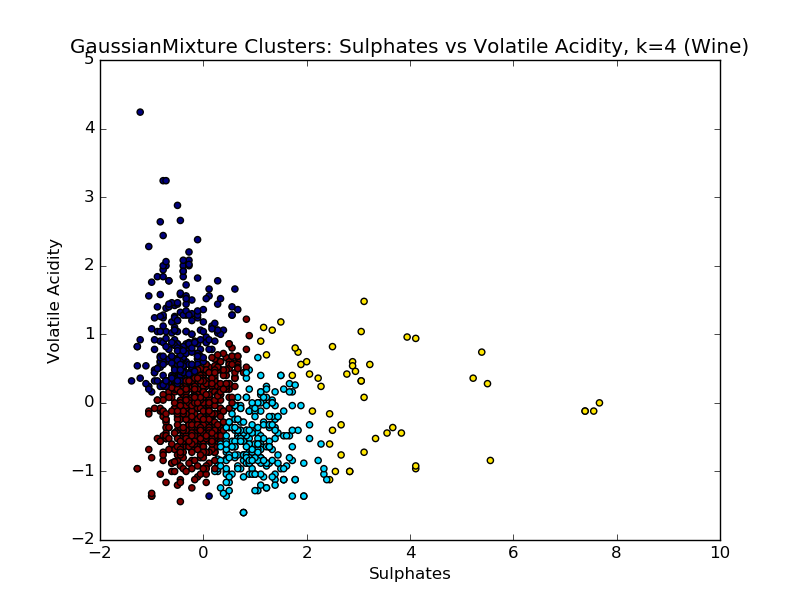 GaussianMixture Clusters: Sulphates vs Volatile Acidity, k=4 (Wine)
5
4
3
2
1
0
−1
−2
Volatile Acidity
−2 0 2 4 6 8 10
Sulphates